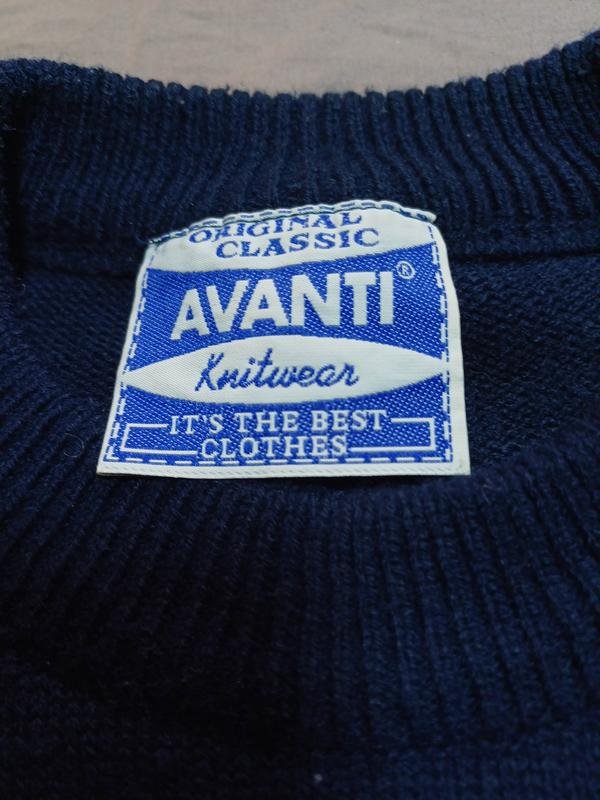 ORIGINAL
CLASSIC
AVANTI®
Knitwear
IT'S THE BEST
CLOTHES